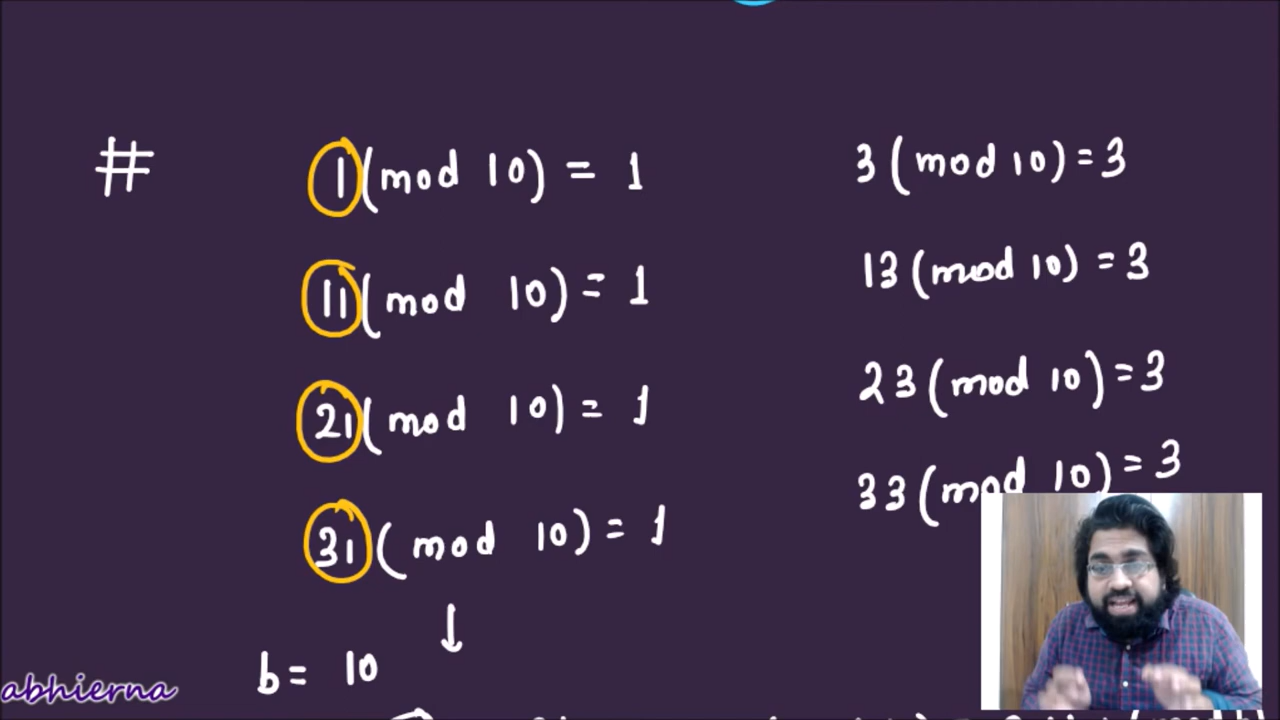 #
1 (mod 10) = 1
11 (mod 10) = 1
21 (mod 10) = 1
31 (mod 10) = 1
↓
b = 10
3 (mod 10) = 3
13 (mod 10) = 3
23 (mod 10) = 3
33 (mod 10) = 3
abhierna